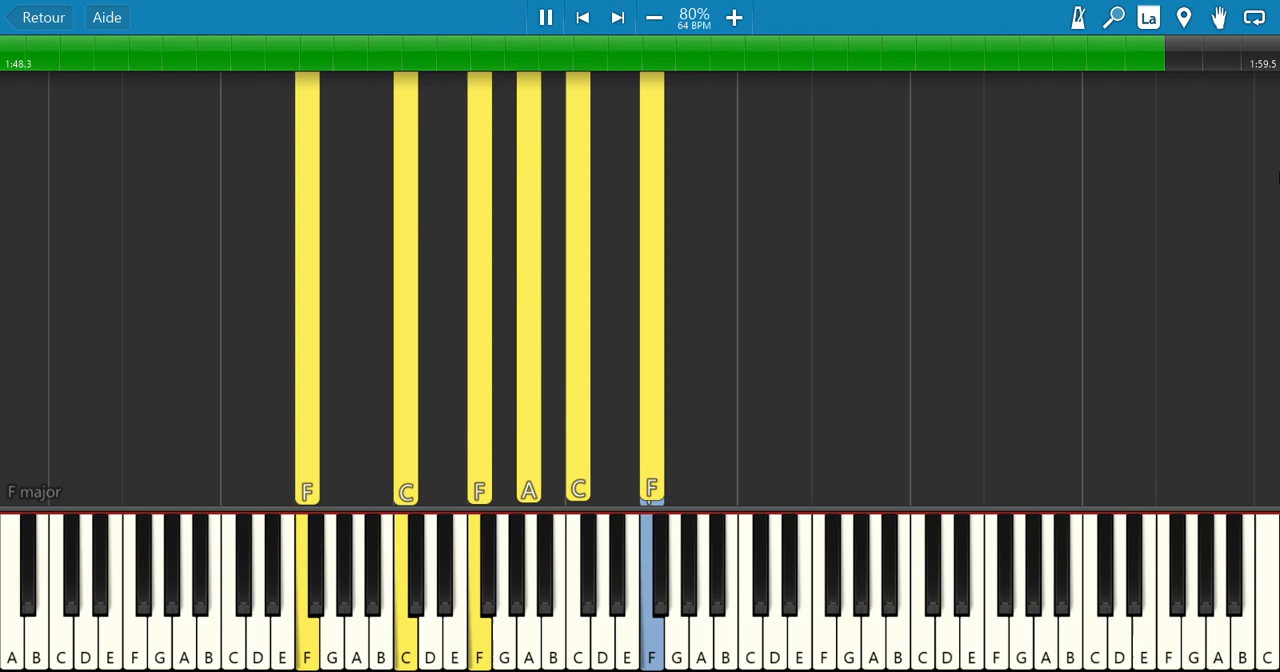 Retour Aide 80% La
64 BPM
1:48.3 1:59.5
F C F A C F
F major
A B C D E F G A B C D E F G A B C D E F G A B C D E F G A B C D E F G A B C D E F G A B C D E F G A B C